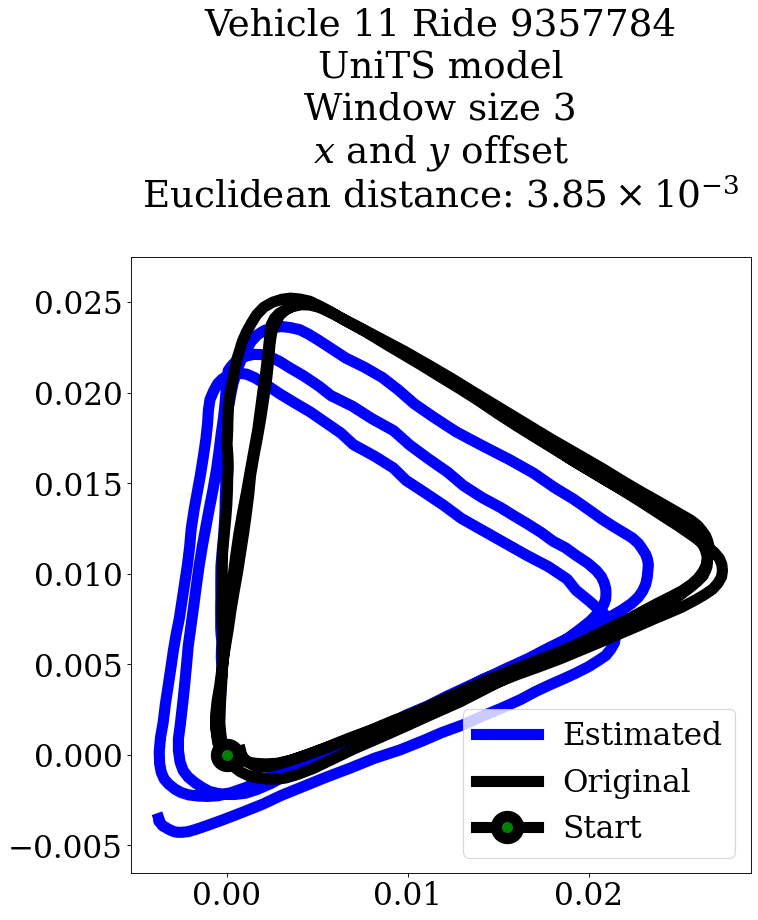 Vehicle 11 Ride 9357784
UniTS model
Window size 3
x and y offset
Euclidean distance: 3.85 × 10⁻³
0.025
0.020
0.015
0.010
0.005
0.000
−0.005
0.00 0.01 0.02
Estimated
Original
Start